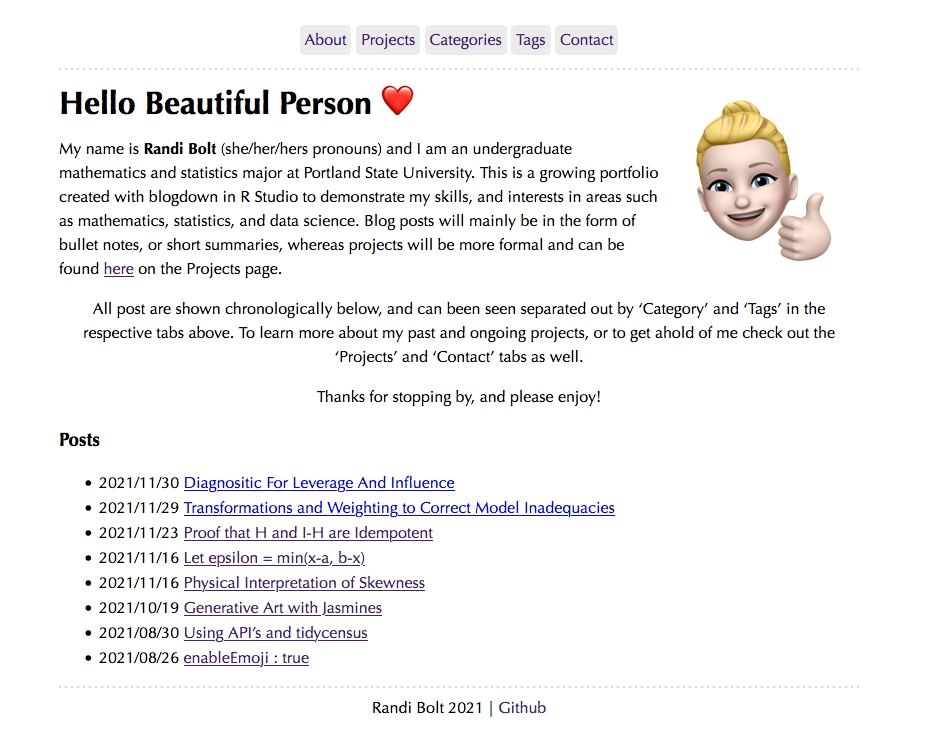 About Projects Categories Tags Contact
Hello Beautiful Person ❤️
My name is Randi Bolt (she/her/hers pronouns) and I am an undergraduate
mathematics and statistics major at Portland State University. This is a growing portfolio
created with blogdown in R Studio to demonstrate my skills, and interests in areas such
as mathematics, statistics, and data science. Blog posts will mainly be in the form of
bullet notes, or short summaries, whereas projects will be more formal and can be
found here on the Projects page.
All post are shown chronologically below, and can been seen separated out by ‘Category’ and ‘Tags’ in the
respective tabs above. To learn more about my past and ongoing projects, or to get ahold of me check out the
‘Projects’ and ‘Contact’ tabs as well.
Thanks for stopping by, and please enjoy!
Posts
• 2021/11/30 Diagnositic For Leverage And Influence
• 2021/11/29 Transformations and Weighting to Correct Model Inadequacies
• 2021/11/23 Proof that H and I-H are Idempotent
• 2021/11/16 Let epsilon = min(x-a, b-x)
• 2021/11/16 Physical Interpretation of Skewness
• 2021/10/19 Generative Art with Jasmines
• 2021/08/30 Using API’s and tidycensus
• 2021/08/26 enableEmoji : true
Randi Bolt 2021 | Github